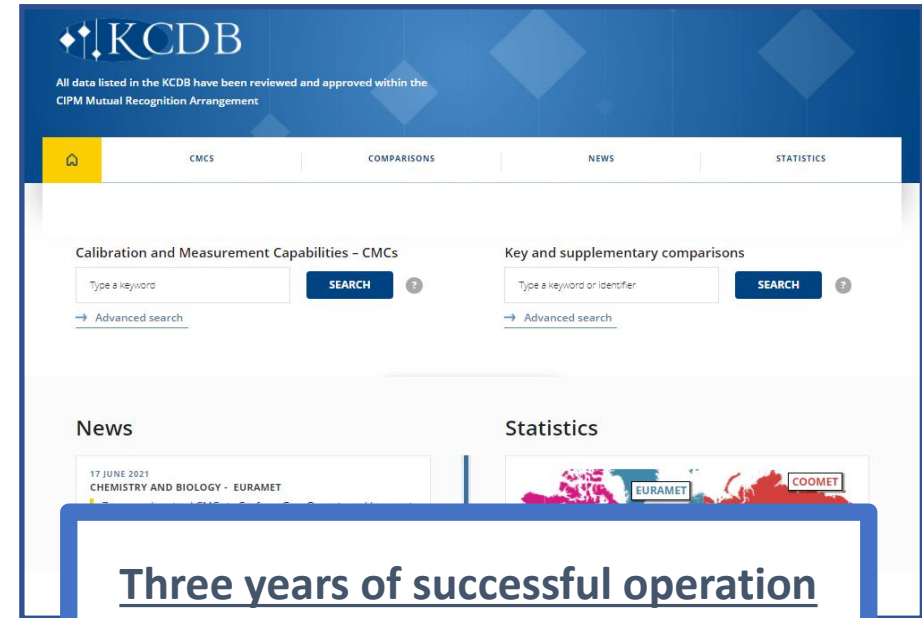 KCDB
All data listed in the KCDB have been reviewed and approved within the
CIPM Mutual Recognition Arrangement
CMCS
COMPARISONS
NEWS
STATISTICS
Calibration and Measurement Capabilities – CMCs
Type a keyword
SEARCH
?
→ Advanced search
Key and supplementary comparisons
Type a keyword or identifier
SEARCH
?
→ Advanced search
News
17 JUNE 2021
CHEMISTRY AND BIOLOGY - EURAMET
Statistics
EURAMET
COOMET
Three years of successful operation